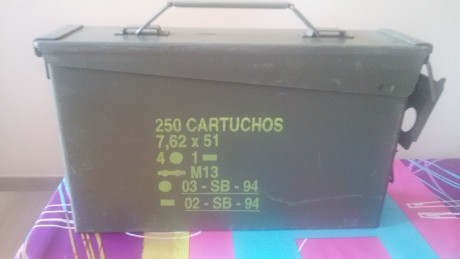 250 CARTUCHOS
7,62 x 51
4 ● 1 ▬
M13
● 03 - SB - 94
▬ 02 - SB - 94